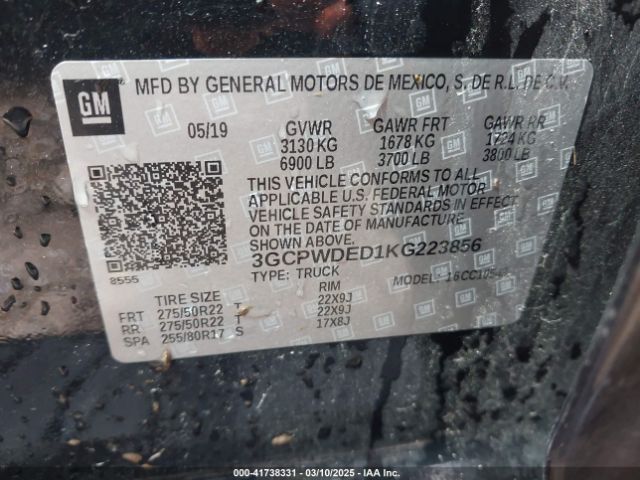 GM
MFD BY GENERAL MOTORS DE MEXICO, S. DE R.L. DE C.V.
05/19 GVWR GAWR FRT GAWR RR
3130 KG 1678 KG 1724 KG
6900 LB 3700 LB 3800 LB
THIS VEHICLE CONFORMS TO ALL
APPLICABLE U.S. FEDERAL MOTOR
VEHICLE SAFETY STANDARDS IN EFFECT
ON THE DATE OF MANUFACTURE
SHOWN ABOVE.
3GCPWDED1KG223856
8555
TYPE: TRUCK MODEL:
TIRE SIZE RIM
FRT 275/50R22 T 22X9J
RR 275/50R22 T 22X9J
SPA 255/80R17 S 17X8J
000-41738331 — 03/10/2025 — IAA Inc.